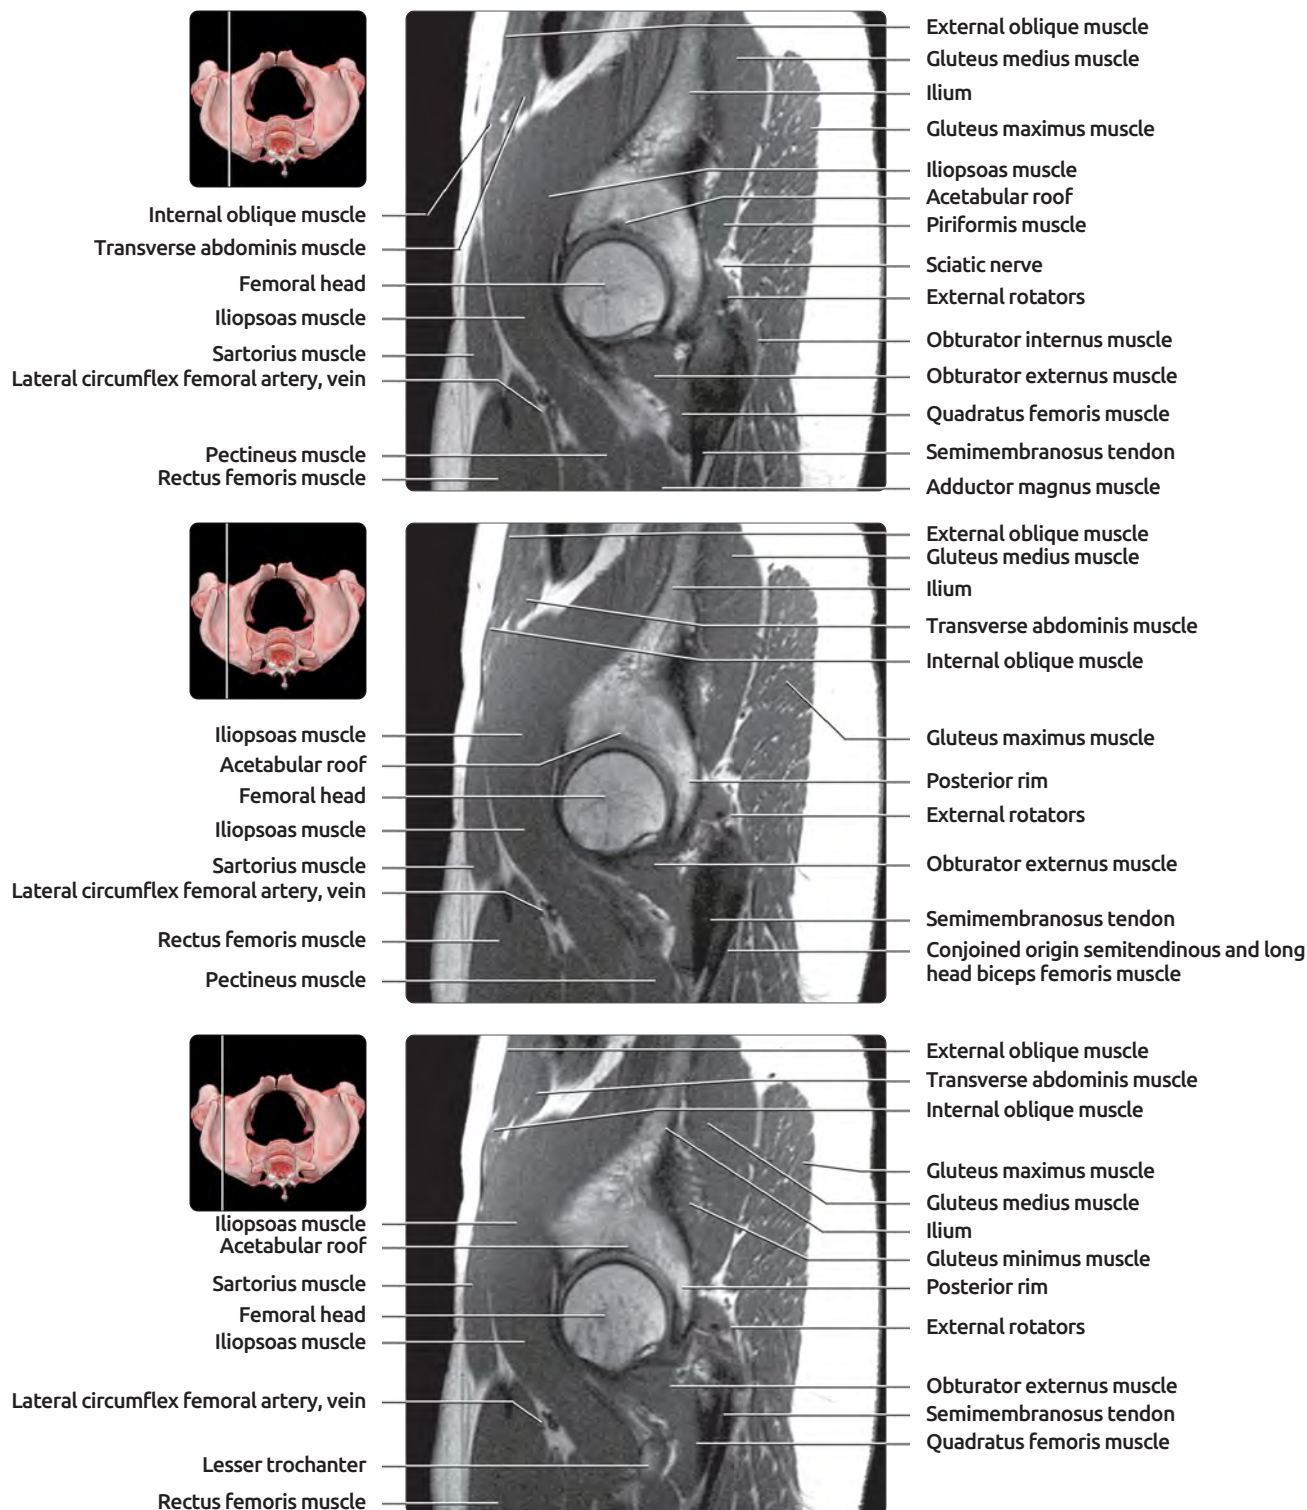 External oblique muscle
Gluteus medius muscle
Ilium
Gluteus maximus muscle
Iliopsoas muscle
Acetabular roof
Piriformis muscle
Sciatic nerve
External rotators
Obturator internus muscle
Obturator externus muscle
Quadratus femoris muscle
Semimembranosus tendon
Adductor magnus muscle
Internal oblique muscle
Transverse abdominis muscle
Femoral head
Iliopsoas muscle
Sartorius muscle
Lateral circumflex femoral artery, vein
Pectineus muscle
Rectus femoris muscle
External oblique muscle
Gluteus medius muscle
Ilium
Transverse abdominis muscle
Internal oblique muscle
Gluteus maximus muscle
Posterior rim
External rotators
Obturator externus muscle
Semimembranosus tendon
Conjoined origin semitendinous and long
head biceps femoris muscle
Iliopsoas muscle
Acetabular roof
Femoral head
Iliopsoas muscle
Sartorius muscle
Lateral circumflex femoral artery, vein
Rectus femoris muscle
Pectineus muscle
External oblique muscle
Transverse abdominis muscle
Internal oblique muscle
Gluteus maximus muscle
Gluteus medius muscle
Ilium
Gluteus minimus muscle
Posterior rim
External rotators
Obturator externus muscle
Semimembranosus tendon
Quadratus femoris muscle
Iliopsoas muscle
Acetabular roof
Sartorius muscle
Femoral head
Iliopsoas muscle
Lateral circumflex femoral artery, vein
Lesser trochanter
Rectus femoris muscle